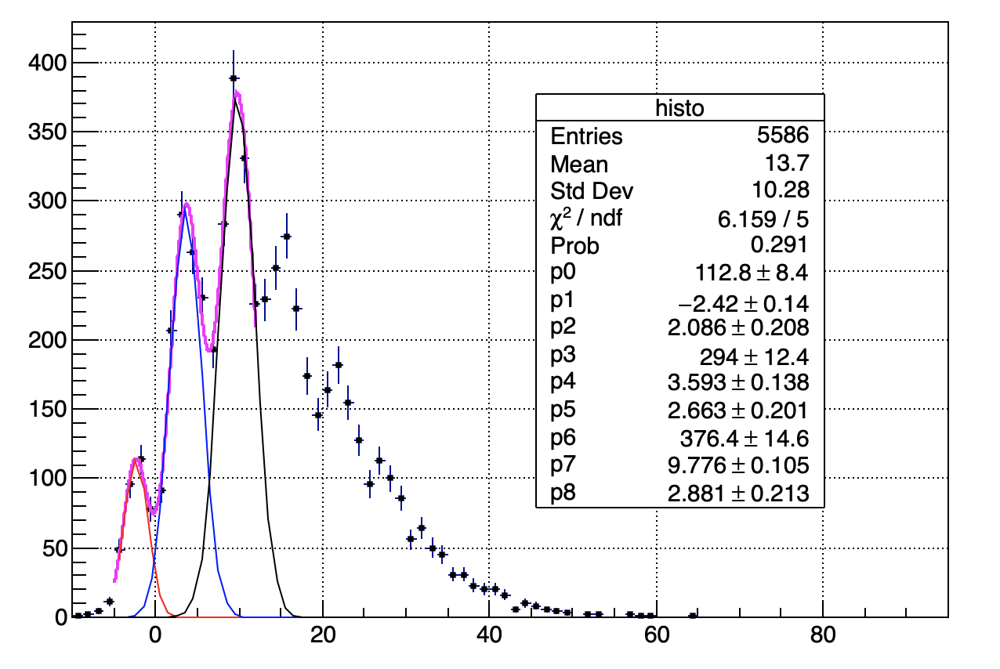 400
350
300
250
200
150
100
50
0
0 20 40 60 80
histo
Entries 5586
Mean 13.7
Std Dev 10.28
χ² / ndf 6.159 / 5
Prob 0.291
p0 112.8 ± 8.4
p1 −2.42 ± 0.14
p2 2.086 ± 0.208
p3 294 ± 12.4
p4 3.593 ± 0.138
p5 2.663 ± 0.201
p6 376.4 ± 14.6
p7 9.776 ± 0.105
p8 2.881 ± 0.213